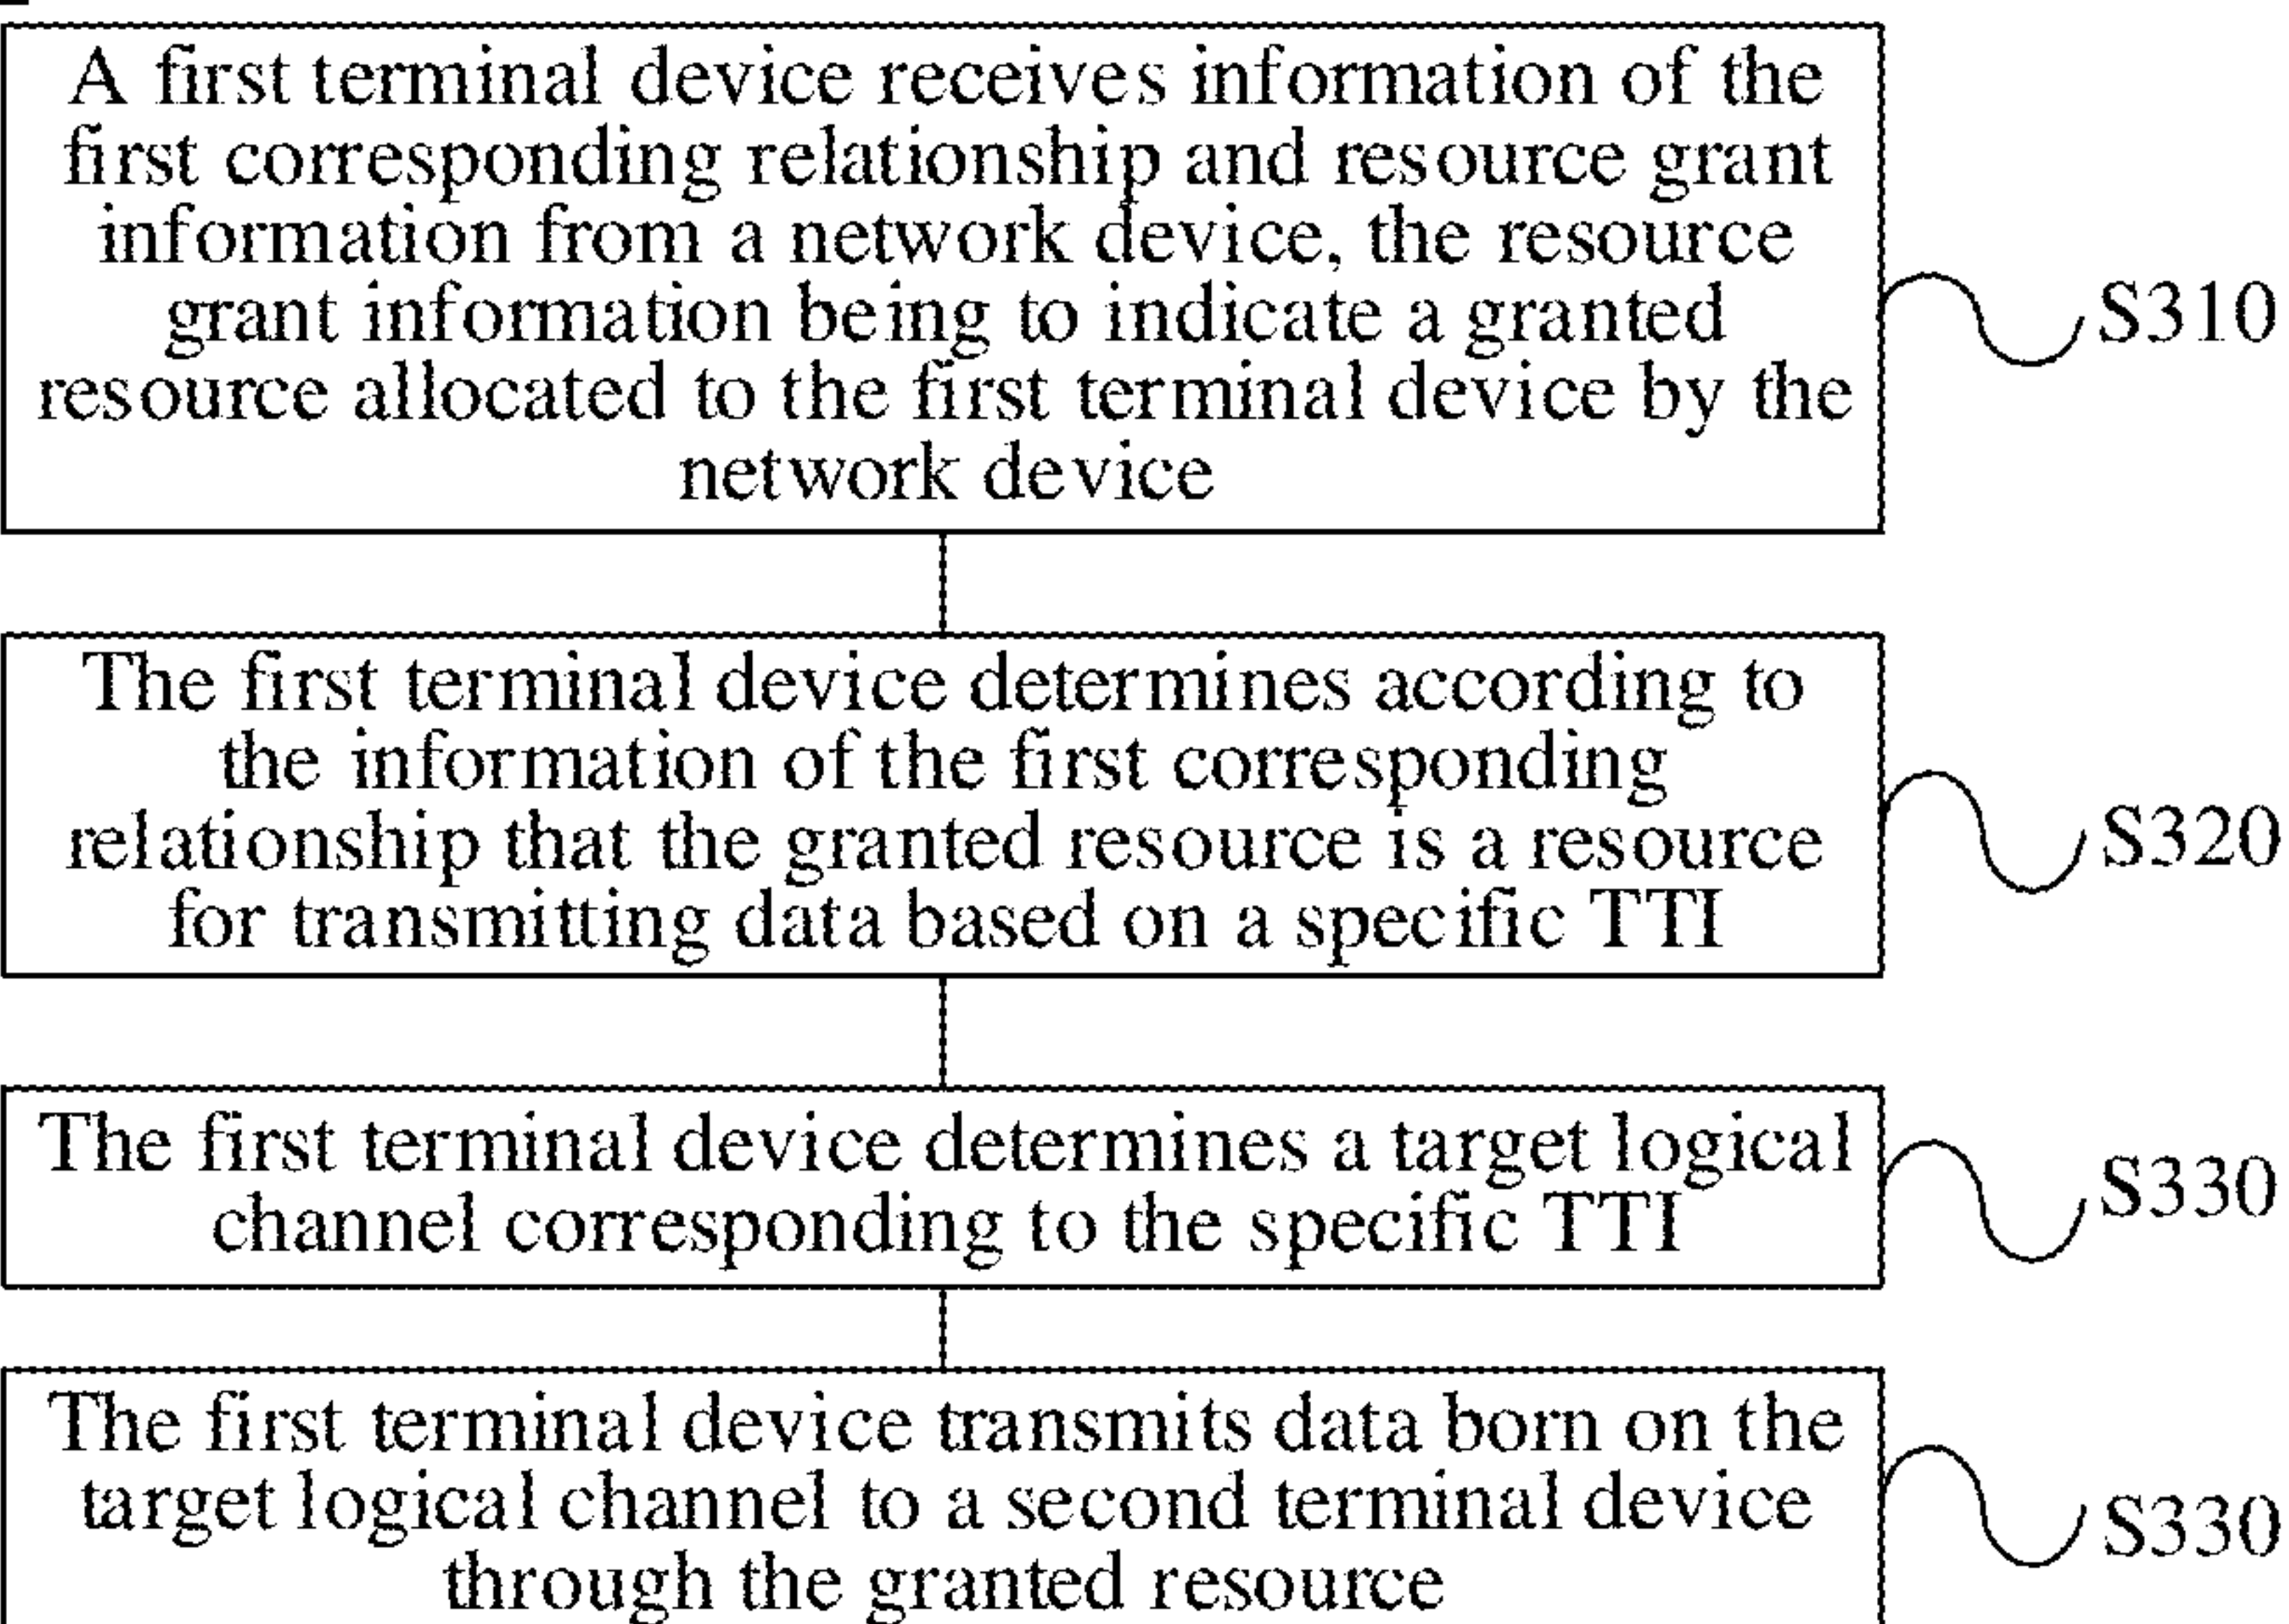 A first terminal device receives information of the
first corresponding relationship and resource grant
information from a network device, the resource
grant information being to indicate a granted
resource allocated to the first terminal device by the
network device
S310
The first terminal device determines according to
the information of the first corresponding
relationship that the granted resource is a resource
for transmitting data based on a specific TTI
S320
The first terminal device determines a target logical
channel corresponding to the specific TTI
S330
The first terminal device transmits data born on the
target logical channel to a second terminal device
through the granted resource
S330